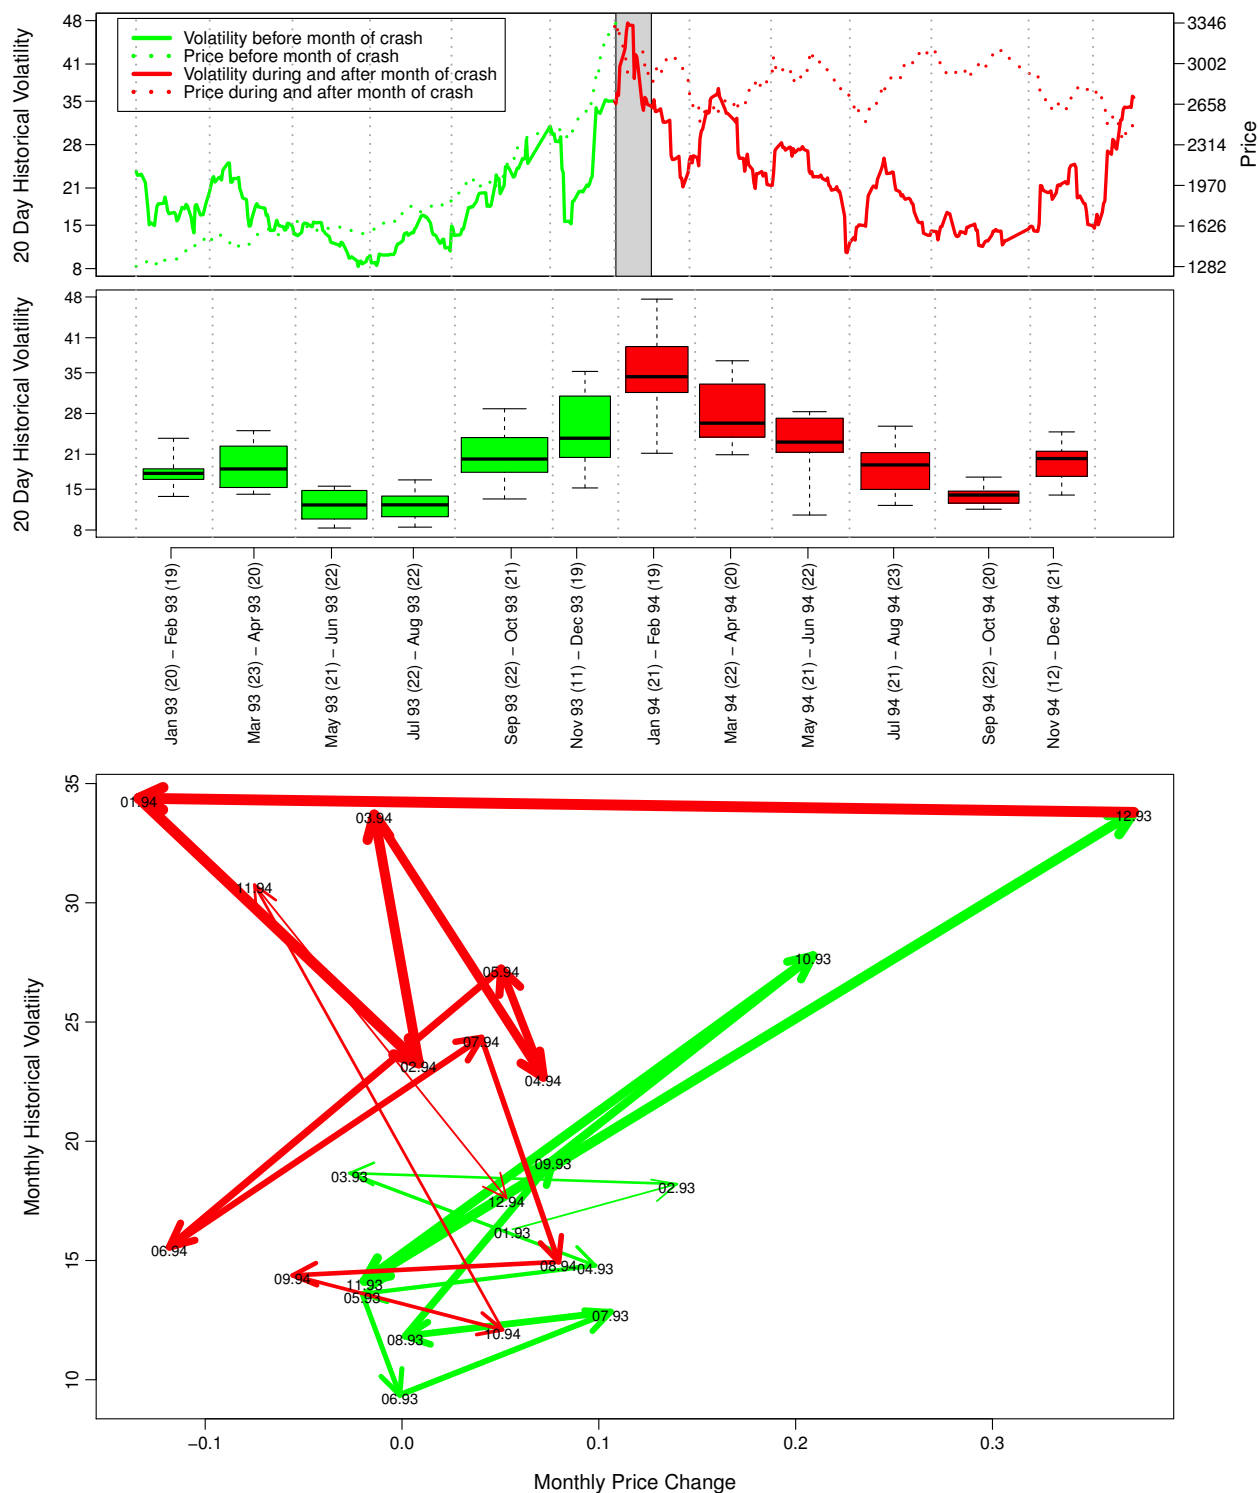 20 Day Historical Volatility
48
41
35
28
21
15
8
Volatility before month of crash
Price before month of crash
Volatility during and after month of crash
Price during and after month of crash
3346
3002
2658
2314
1970
1626
1282
Price
20 Day Historical Volatility
48
41
35
28
21
15
8
Jan 93 (20) – Feb 93 (19)
Mar 93 (23) – Apr 93 (20)
May 93 (21) – Jun 93 (22)
Jul 93 (22) – Aug 93 (22)
Sep 93 (22) – Oct 93 (21)
Nov 93 (11) – Dec 93 (19)
Jan 94 (21) – Feb 94 (19)
Mar 94 (22) – Apr 94 (20)
May 94 (21) – Jun 94 (22)
Jul 94 (21) – Aug 94 (23)
Sep 94 (22) – Oct 94 (20)
Nov 94 (12) – Dec 94 (21)
Monthly Historical Volatility
35
30
25
20
15
10
01.94
12.93
03.94
11.94
10.93
05.94
07.94
02.94
04.94
09.93
03.93
02.93
12.94
01.93
06.94
08.94
04.93
09.94
11.93
05.93
07.93
10.94
08.93
06.93
−0.1
0.0
0.1
0.2
0.3
Monthly Price Change